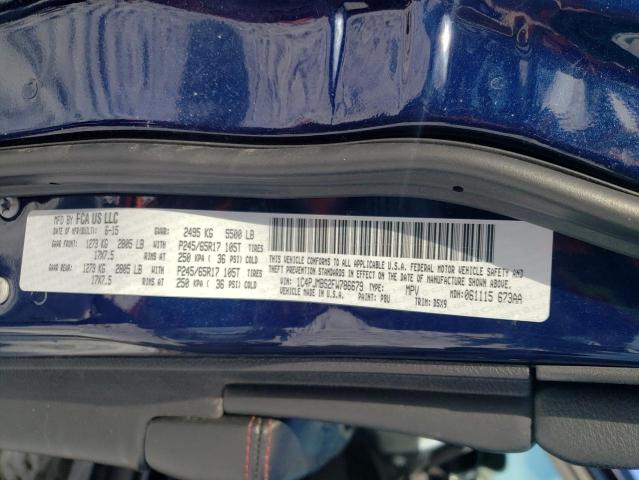 MFD BY FCA US LLC
DATE OF MFR(BUILT): 6-15 GVWR: 2495 KG 5500 LB
GAWR FRONT: 1273 KG 2805 LB WITH P245/65R17 105T TIRES
17X7.5 AT 250 KPA ( 36 PSI) COLD
GAWR REAR: 1273 KG 2805 LB WITH P245/65R17 105T TIRES
17X7.5 AT 250 KPA ( 36 PSI) COLD
THIS VEHICLE CONFORMS TO ALL APPLICABLE U.S.A. FEDERAL MOTOR VEHICLE SAFETY, BUMPER, AND
THEFT PREVENTION STANDARDS IN EFFECT ON THE DATE OF MANUFACTURE SHOWN ABOVE.
VIN: 1C4PJMBS2FW786679 TYPE: MPV MDH: 061115 673AA
VEHICLE MADE IN U.S.A. PAINT: PBU TRIM: D5X9